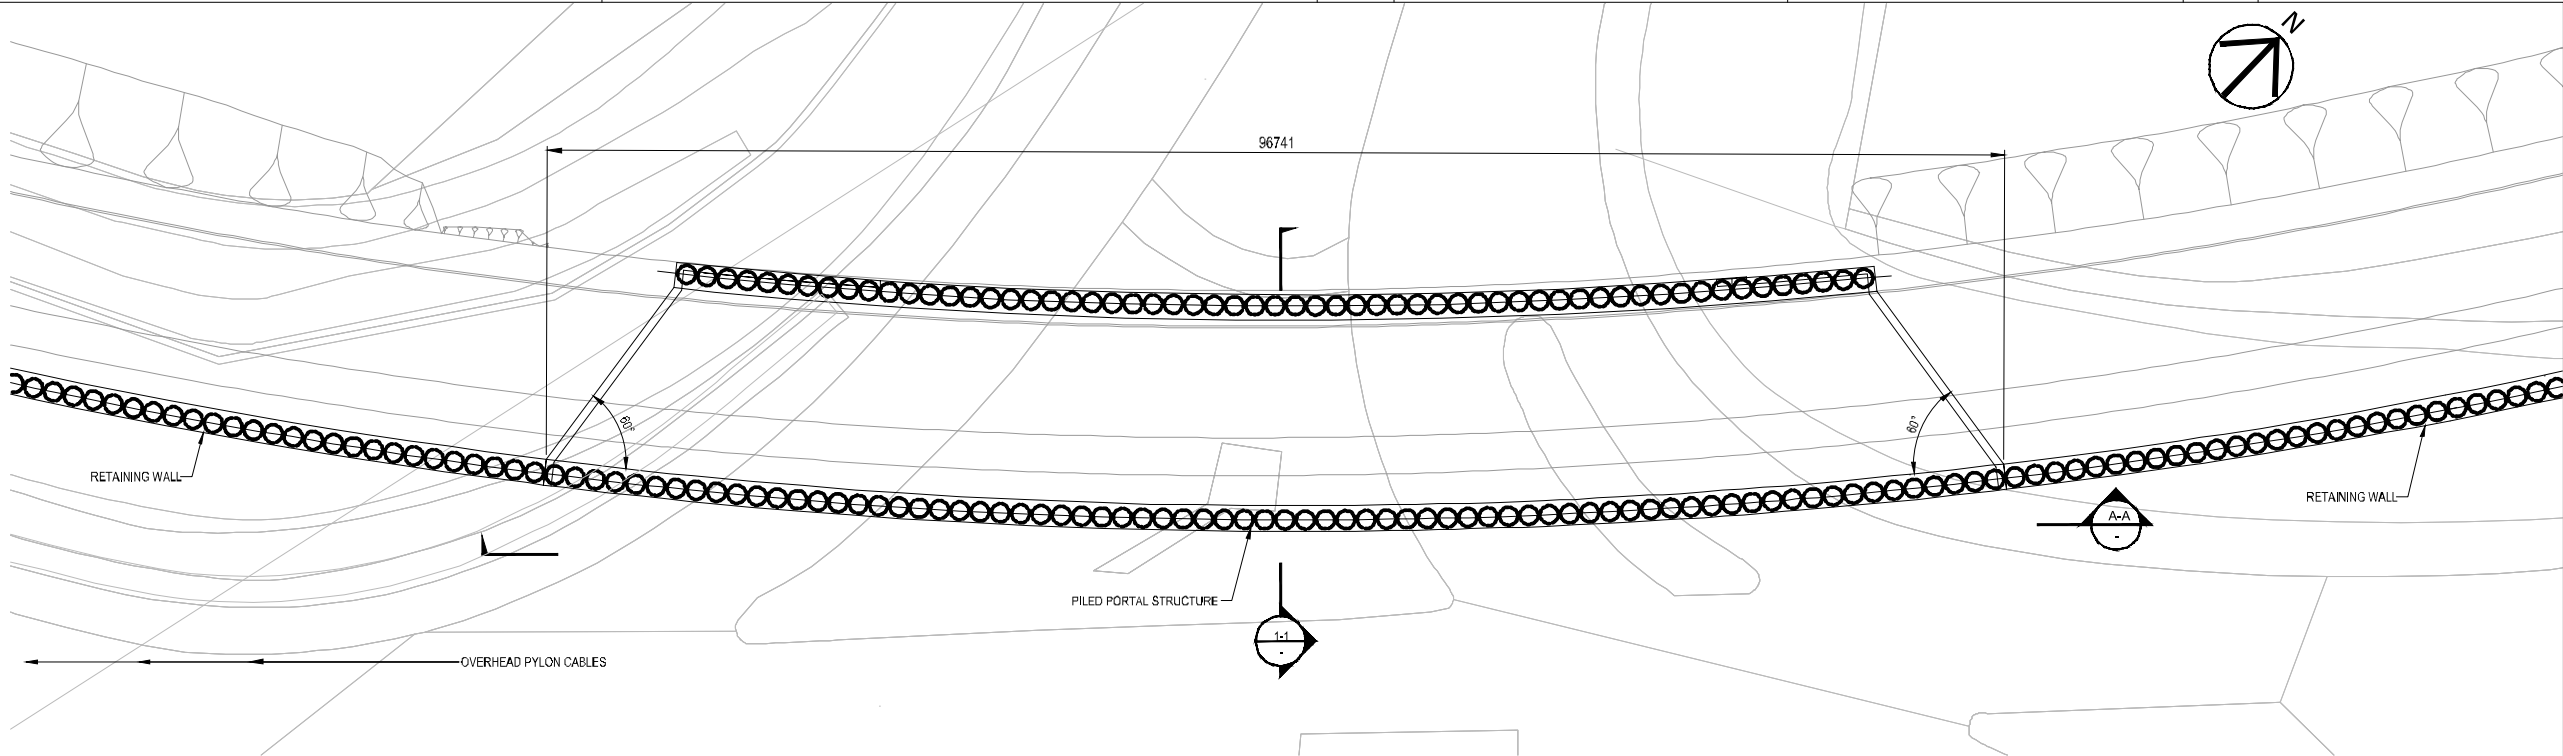 N
96741
60°
60°
RETAINING WALL
RETAINING WALL
A-A
-
PILED PORTAL STRUCTURE
1-1
-
OVERHEAD PYLON CABLES